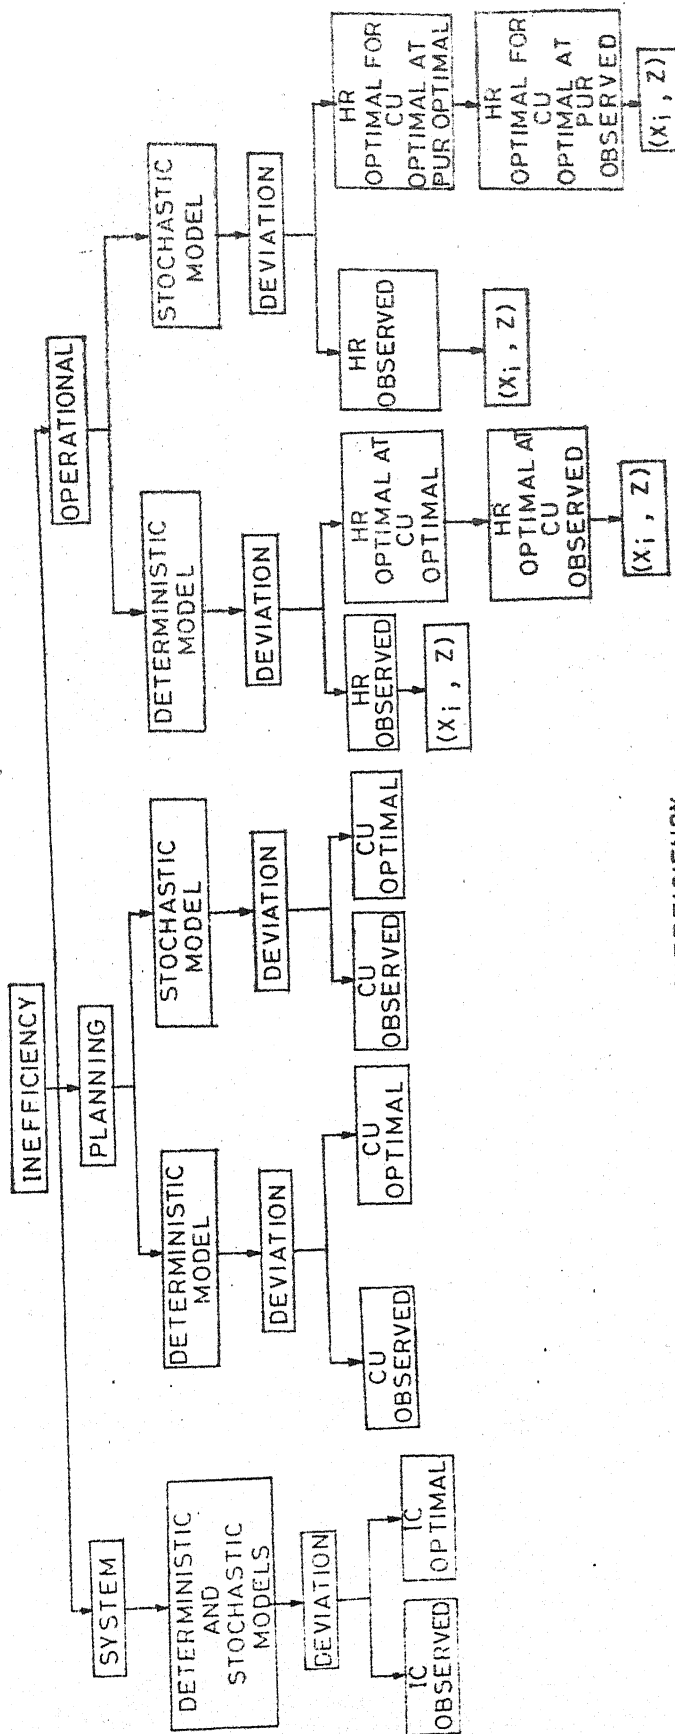 INEFFICIENCY
SYSTEM
DETERMINISTIC
AND
STOCHASTIC
MODELS
DEVIATION
IC
OBSERVED
IC
OPTIMAL
PLANNING
DETERMINISTIC
MODEL
DEVIATION
CU
OBSERVED
CU
OPTIMAL
STOCHASTIC
MODEL
DEVIATION
CU
OBSERVED
CU
OPTIMAL
OPERATIONAL
DETERMINISTIC
MODEL
DEVIATION
HR
OBSERVED
(Xi , Z)
HR
OPTIMAL AT
CU
OPTIMAL
HR
OPTIMAL AT
CU
OBSERVED
(Xi , Z)
STOCHASTIC
MODEL
DEVIATION
HR
OBSERVED
(Xi , Z)
HR
OPTIMAL FOR
CU
OPTIMAL AT
PUR OPTIMAL
HR
OPTIMAL FOR
CU
OPTIMAL AT
PUR
OBSERVED
(Xi , Z)